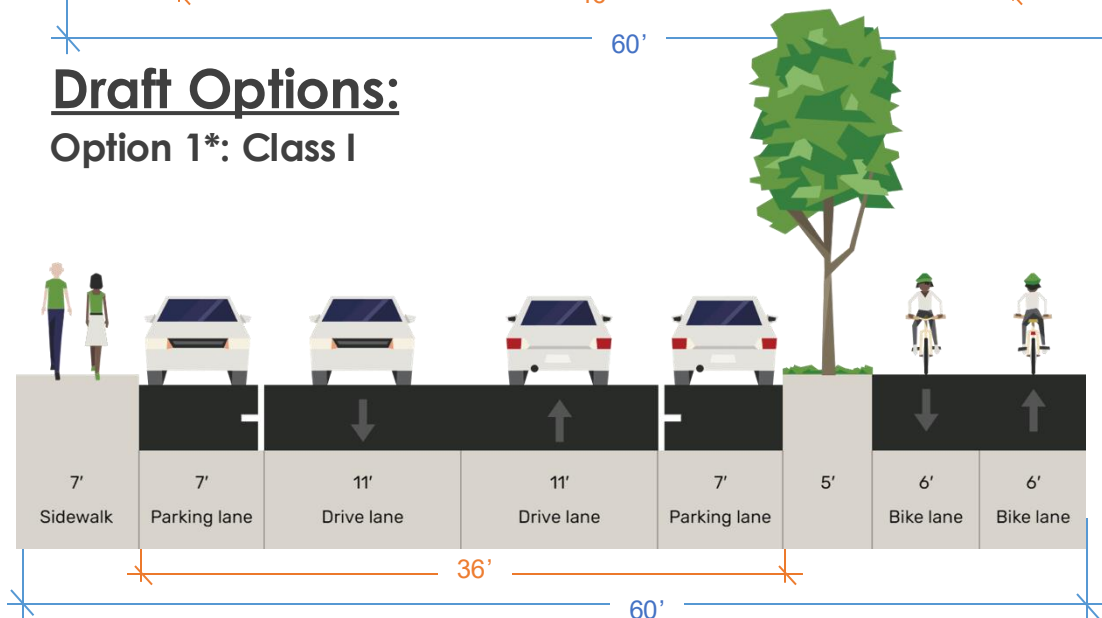 60’
Draft Options:
Option 1*: Class I
7’ 7’ 11’ 11’ 7’ 5’ 6’ 6’
Sidewalk Parking lane Drive lane Drive lane Parking lane Bike lane Bike lane
36’
60’